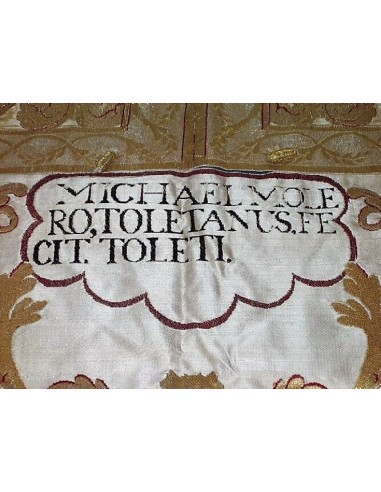 MICHAEL MOLE
RO, TOLETANUS. FE
CIT. TOLETI.